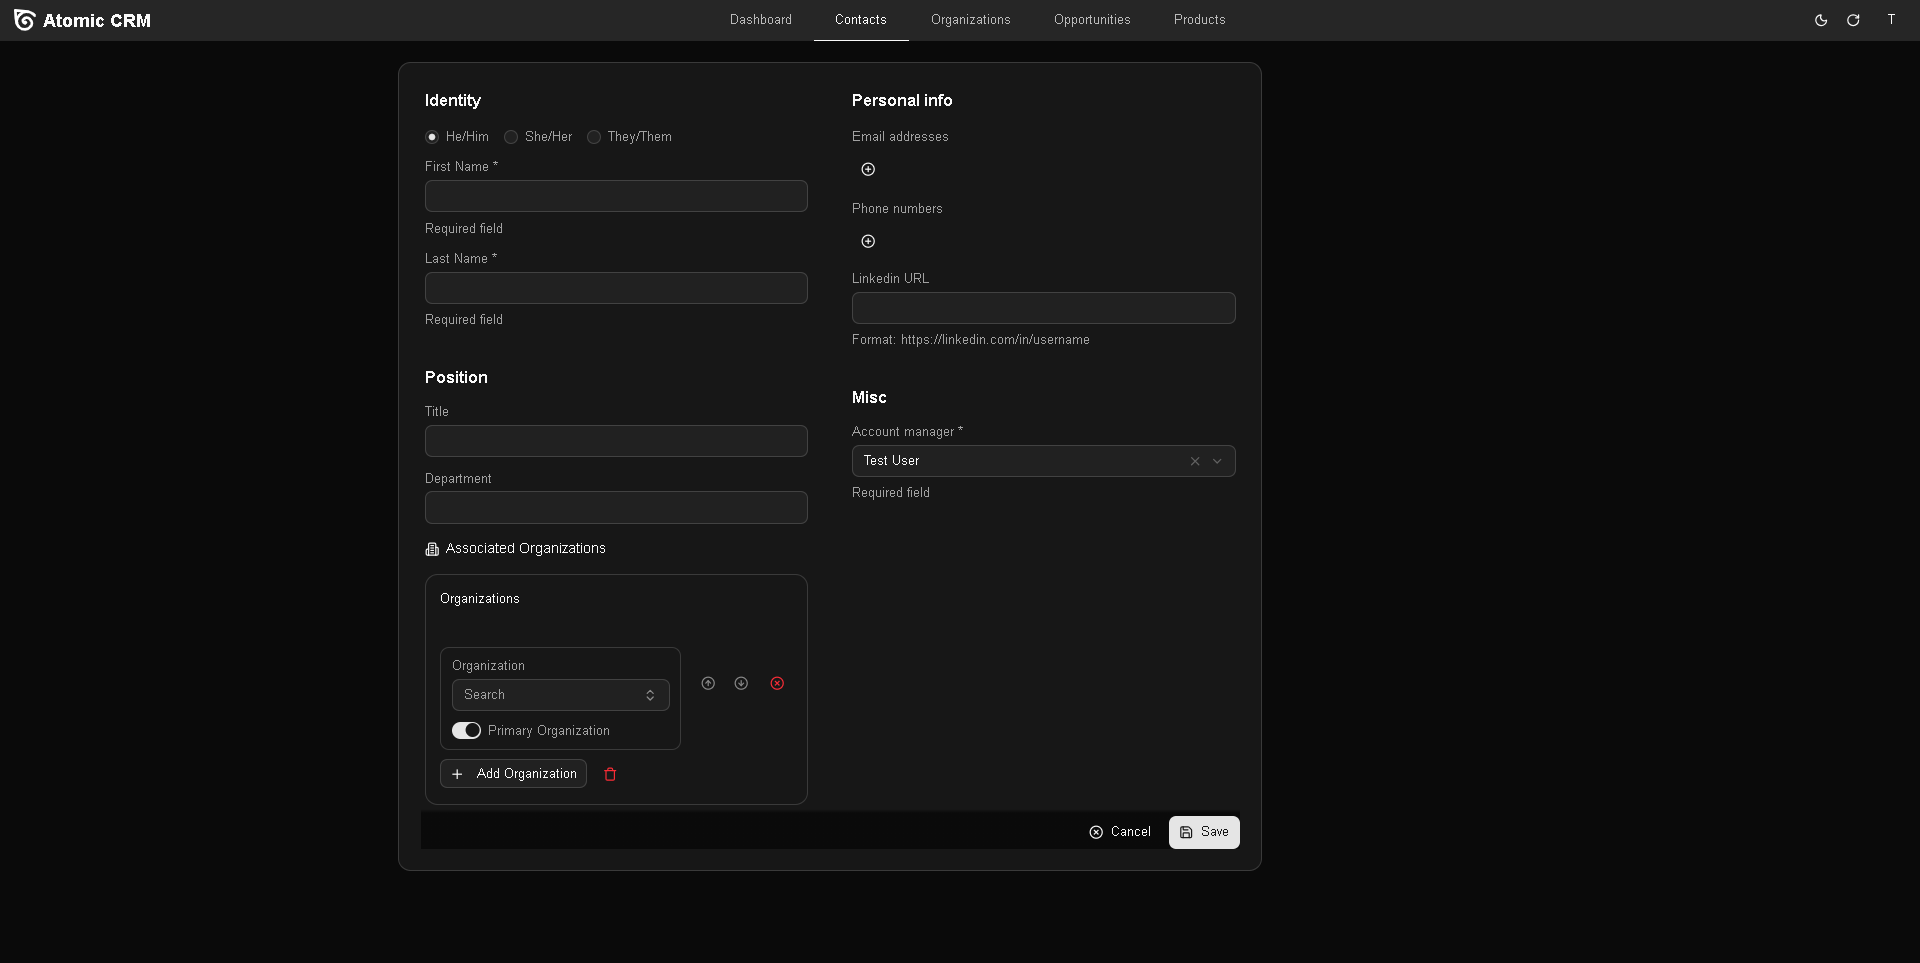 Atomic CRM
Dashboard
Contacts
Organizations
Opportunities
Products
T
Identity
He/Him
She/Her
They/Them
First Name *
Required field
Last Name *
Required field
Position
Title
Department
Associated Organizations
Organizations
Organization
Search
Primary Organization
Add Organization
Personal info
Email addresses
Phone numbers
Linkedin URL
Format: https://linkedin.com/in/username
Misc
Account manager *
Test User
Required field
Cancel
Save